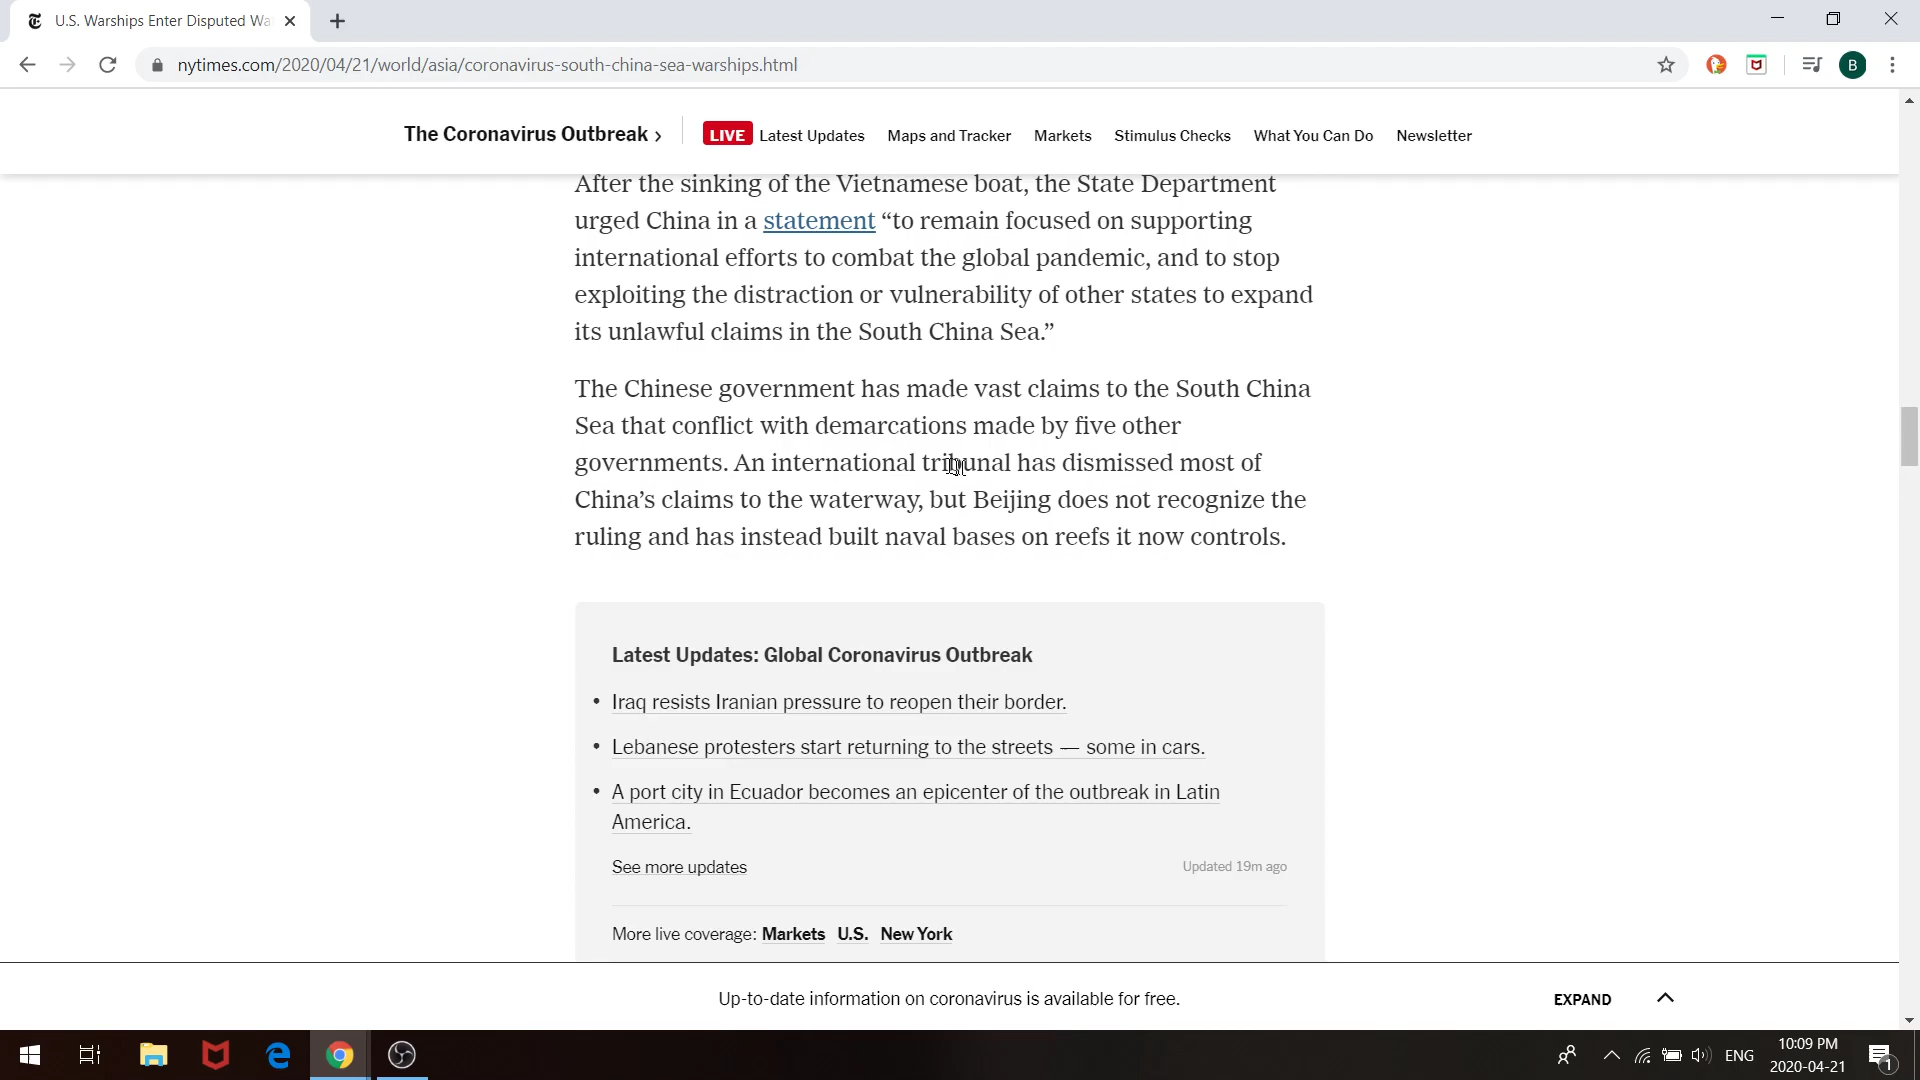 U.S. Warships Enter Disputed Wa
nytimes.com/2020/04/21/world/asia/coronavirus-south-china-sea-warships.html
B
The Coronavirus Outbreak ›
LIVE Latest Updates Maps and Tracker Markets Stimulus Checks What You Can Do Newsletter
After the sinking of the Vietnamese boat, the State Department
urged China in a statement “to remain focused on supporting
international efforts to combat the global pandemic, and to stop
exploiting the distraction or vulnerability of other states to expand
its unlawful claims in the South China Sea.”
The Chinese government has made vast claims to the South China
Sea that conflict with demarcations made by five other
governments. An international tribunal has dismissed most of
China’s claims to the waterway, but Beijing does not recognize the
ruling and has instead built naval bases on reefs it now controls.
Latest Updates: Global Coronavirus Outbreak
• Iraq resists Iranian pressure to reopen their border.
• Lebanese protesters start returning to the streets — some in cars.
• A port city in Ecuador becomes an epicenter of the outbreak in Latin
America.
See more updates
Updated 19m ago
More live coverage: Markets U.S. New York
Up-to-date information on coronavirus is available for free.
EXPAND
ENG
10:09 PM
2020-04-21
1